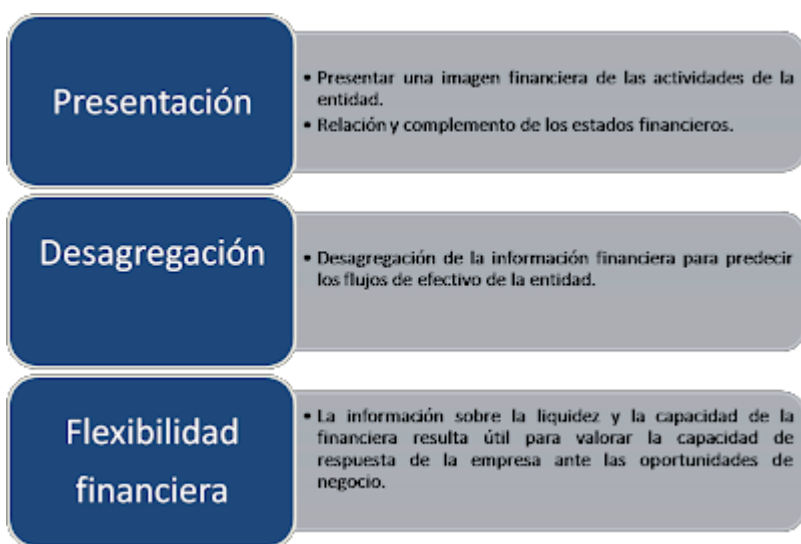 Presentación
• Presentar una imagen financiera de las actividades de la
entidad.
• Relación y complemento de los estados financieros.
Desagregación
• Desagregación de la información financiera para predecir
los flujos de efectivo de la entidad.
Flexibilidad
financiera
• La información sobre la liquidez y la capacidad de la
financiera resulta útil para valorar la capacidad de
respuesta de la empresa ante las oportunidades de
negocio.